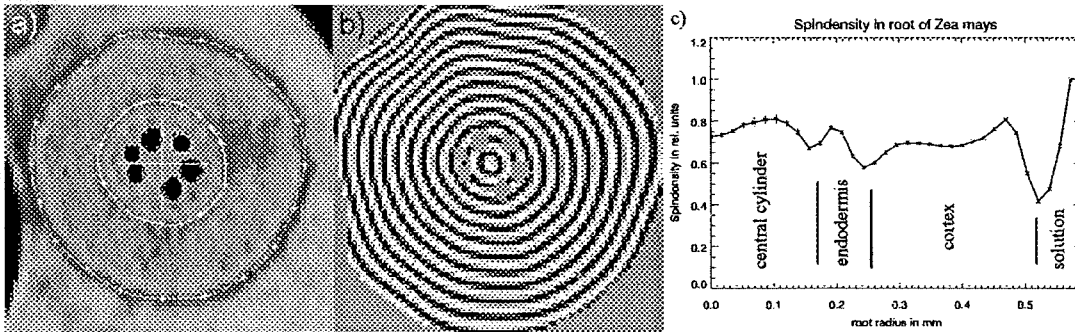 a)
b)
c)
Spindensity in root of Zea mays
Spindensity in rel. units
1.2
1.0
0.8
0.6
0.4
0.2
0.0
central cylinder
endodermis
cortex
solution
0.0 0.1 0.2 0.3 0.4 0.5
root radius in mm